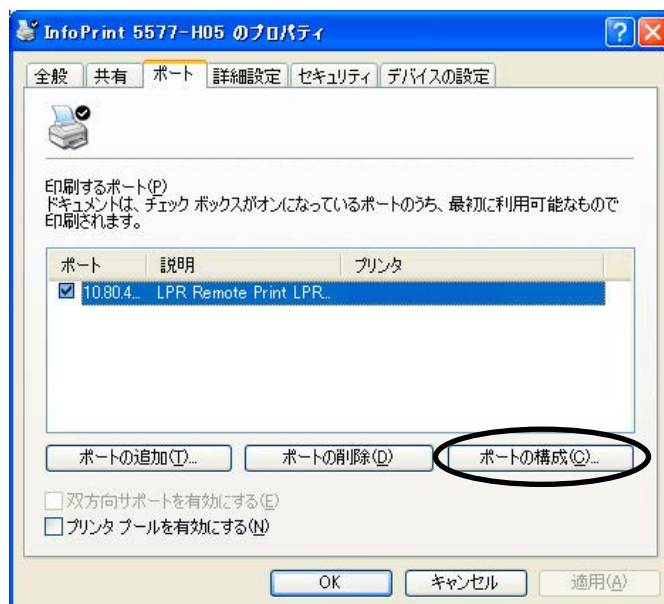 InfoPrint 5577-H05 のプロパティ
全般 共有 ポート 詳細設定 セキュリティ デバイスの設定
印刷するポート(P)
ドキュメントは、チェック ボックスがオンになっているポートのうち、最初に利用可能なもので
印刷されます。
ポート 説明 プリンタ
10.80.4... LPR Remote Print LPR...
ポートの追加(T)... ポートの削除(D) ポートの構成(C)...
双方向サポートを有効にする(E)
プリンタ プールを有効にする(N)
OK キャンセル 適用(A)